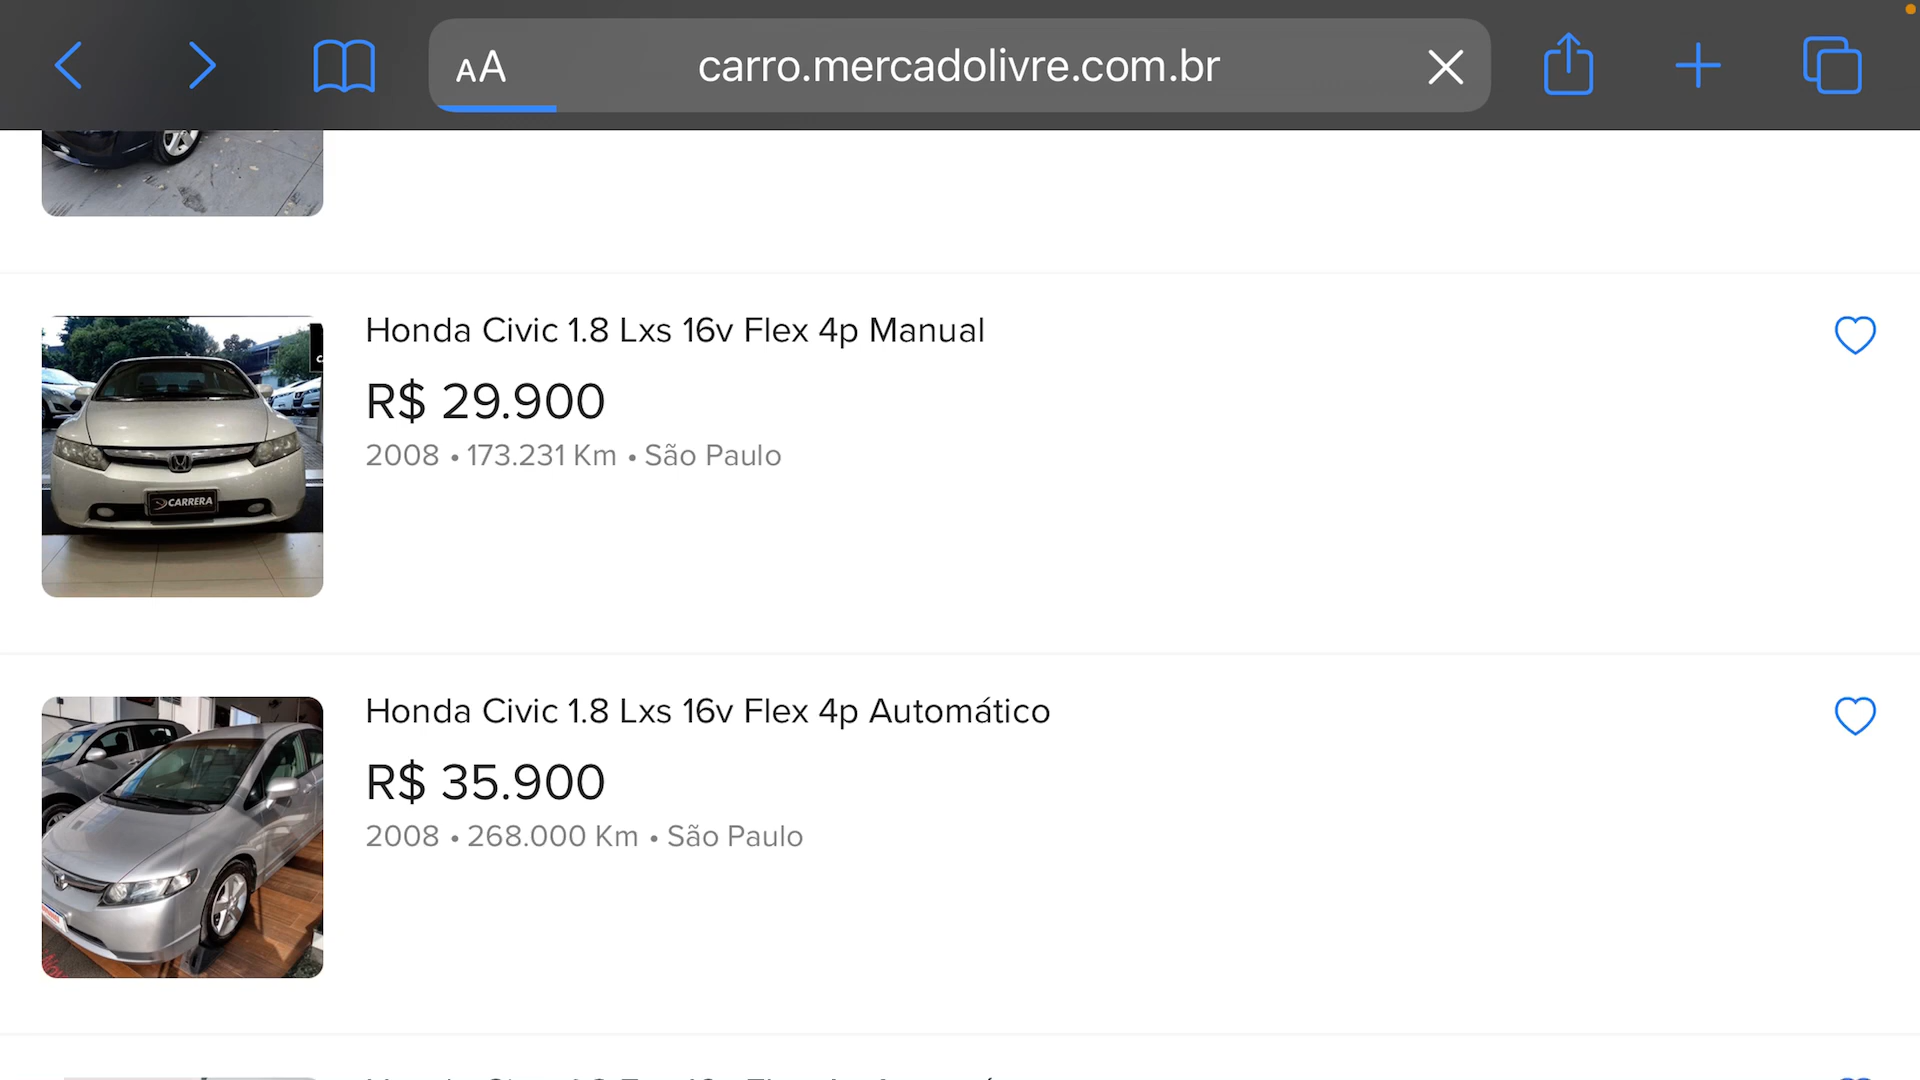 AA carro.mercadolivre.com.br
Honda Civic 1.8 Lxs 16v Flex 4p Manual
R$ 29.900
2008 • 173.231 Km • São Paulo
CARRERA
Honda Civic 1.8 Lxs 16v Flex 4p Automático
R$ 35.900
2008 • 268.000 Km • São Paulo